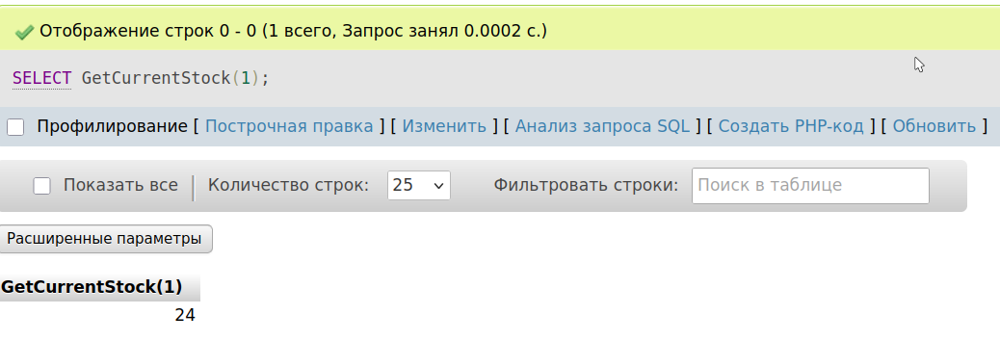 Отображение строк 0 - 0 (1 всего, Запрос занял 0.0002 с.)
SELECT GetCurrentStock(1);
Профилирование [ Построчная правка ] [ Изменить ] [ Анализ запроса SQL ] [ Создать PHP-код ] [ Обновить ]
Показать все | Количество строк: 25 Фильтровать строки: Поиск в таблице
Расширенные параметры
GetCurrentStock(1)
24